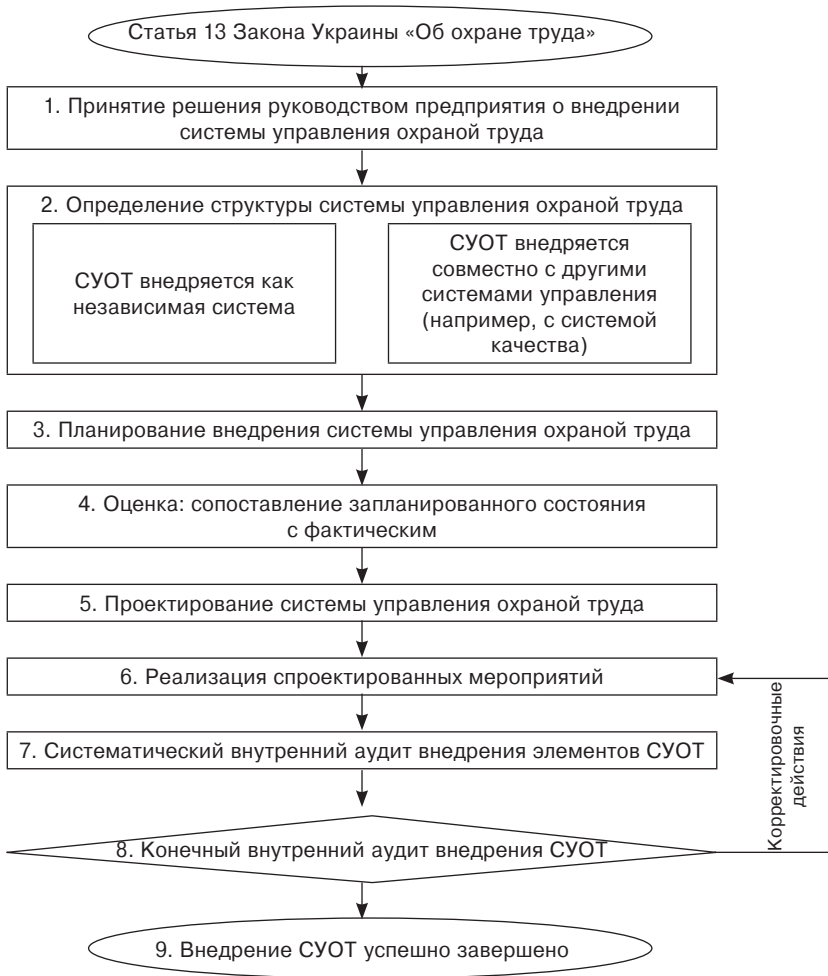 Статья 13 Закона Украины «Об охране труда»
1. Принятие решения руководством предприятия о внедрении
системы управления охраной труда
2. Определение структуры системы управления охраной труда
СУОТ внедряется как
независимая система
СУОТ внедряется
совместно с другими
системами управления
(например, с системой
качества)
3. Планирование внедрения системы управления охраной труда
4. Оценка: сопоставление запланированного состояния
с фактическим
5. Проектирование системы управления охраной труда
6. Реализация спроектированных мероприятий
7. Систематический внутренний аудит внедрения элементов СУОТ
Корректировочные
действия
8. Конечный внутренний аудит внедрения СУОТ
9. Внедрение СУОТ успешно завершено